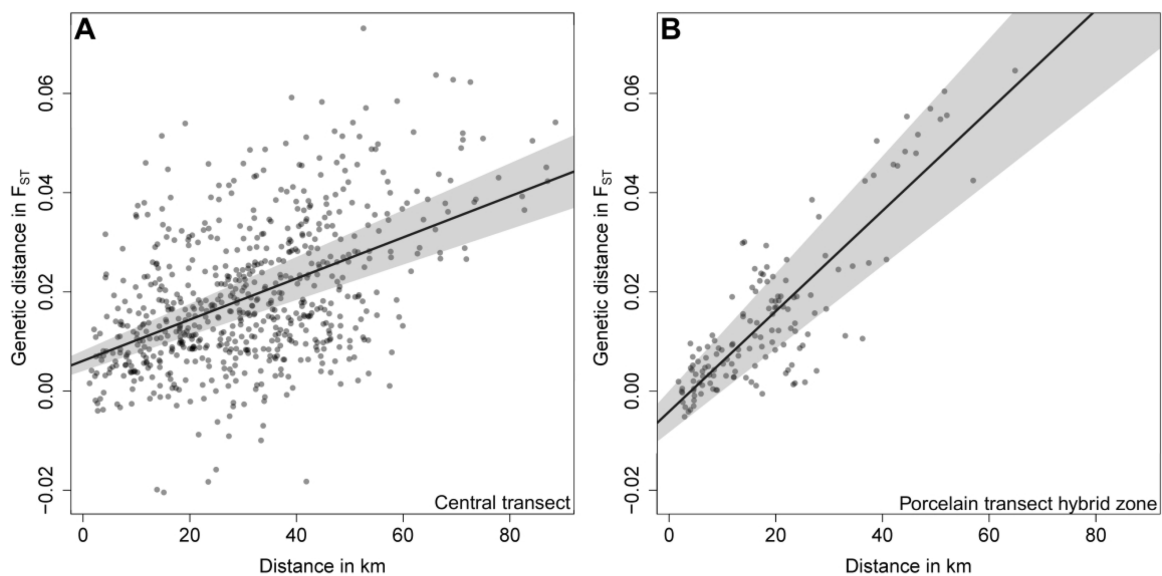 A
Genetic distance in FST
0.06
0.04
0.02
0.00
−0.02
Central transect
0 20 40 60 80
Distance in km
B
Genetic distance in FST
0.06
0.04
0.02
0.00
−0.02
Porcelain transect hybrid zone
0 20 40 60 80
Distance in km